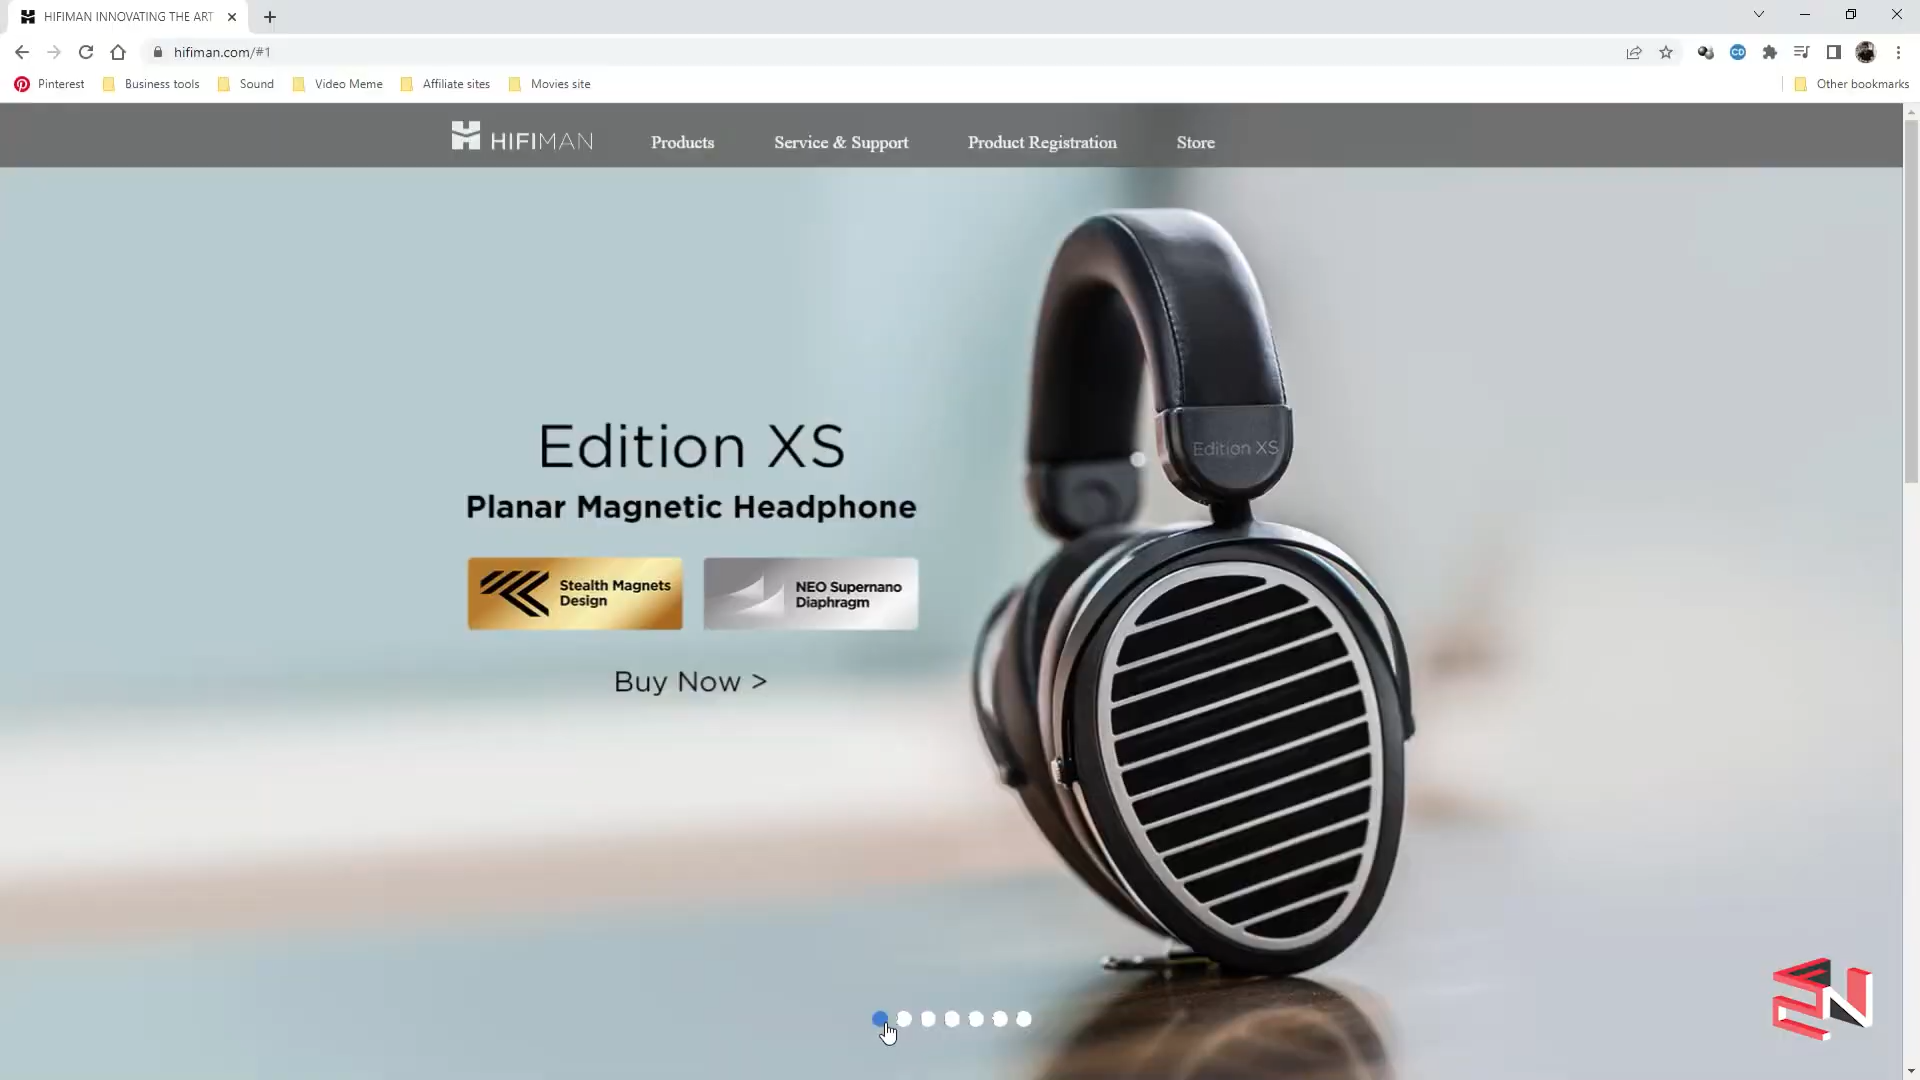 HIFIMAN INNOVATING THE ART
hifiman.com/#1
Pinterest
Business tools
Sound
Video Meme
Affiliate sites
Movies site
Other bookmarks
HIFIMAN
Products
Service & Support
Product Registration
Store
Edition XS
Planar Magnetic Headphone
Stealth Magnets
Design
NEO Supernano
Diaphragm
Buy Now >
Edition XS
CD
EN